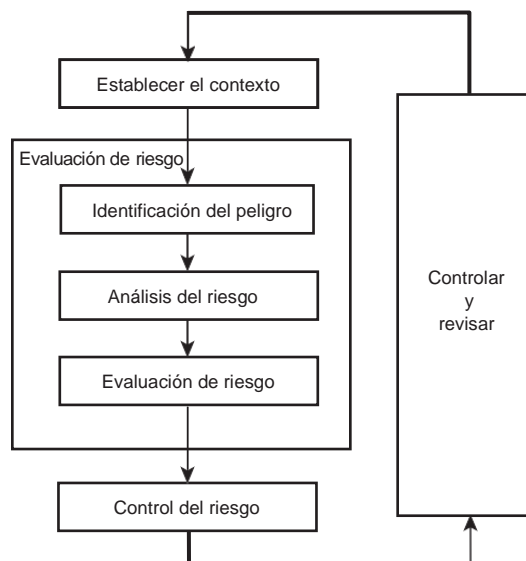 Establecer el contexto
Evaluación de riesgo
Identificación del peligro
Análisis del riesgo
Evaluación de riesgo
Control del riesgo
Controlar
y
revisar